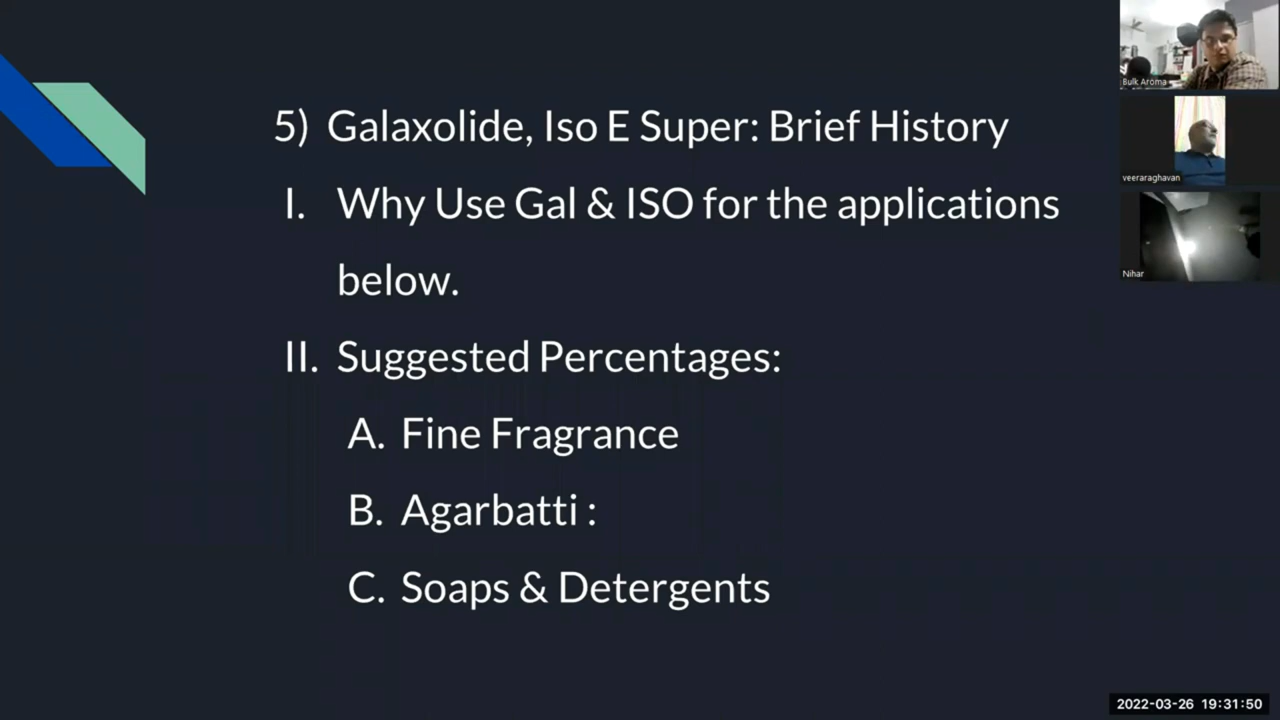 5) Galaxolide, Iso E Super: Brief History
I. Why Use Gal & ISO for the applications
below.
II. Suggested Percentages:
A. Fine Fragrance
B. Agarbatti :
C. Soaps & Detergents
Bulk Aroma
veeraraghavan
Nihar
2022-03-26 19:31:50